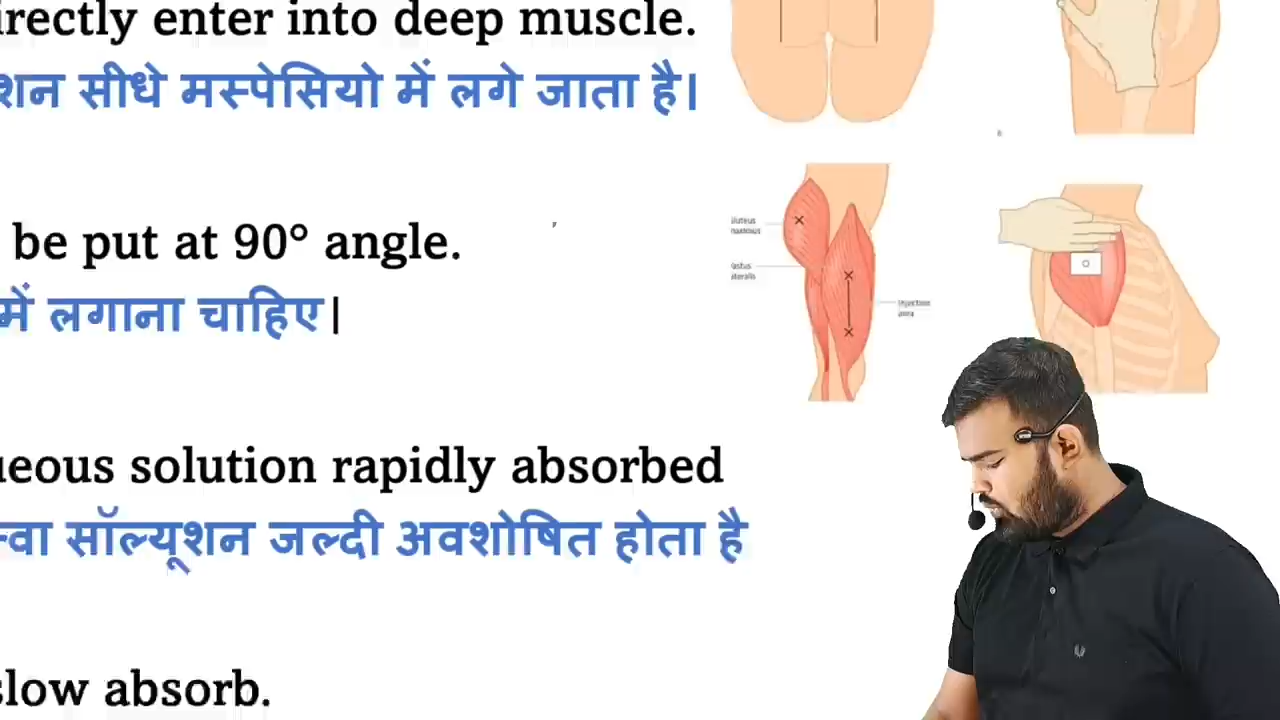 irectly enter into deep muscle.
शन सीधे मस्पेसियो में लगे जाता है।
be put at 90° angle.
में लगाना चाहिए|
ueous solution rapidly absorbed
वा सॉल्यूशन जल्दी अवशोषित होता है
slow absorb.